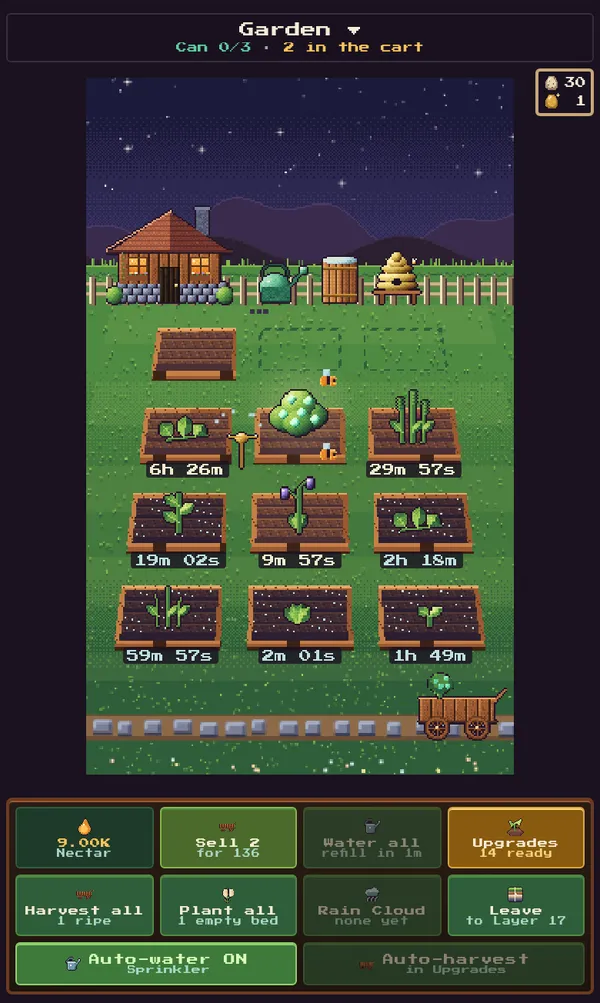 Garden ▼
Can 0/3 · 2 in the cart
30
1
6h 26m
29m 57s
19m 02s
9m 57s
2h 18m
59m 57s
2m 01s
1h 49m
9.00K
Nectar
Sell 2
for 136
Water all
refill in 1m
Upgrades
14 ready
Harvest all
1 ripe
Plant all
1 empty bed
Rain Cloud
none yet
Leave
to Layer 17
Auto-water ON
Sprinkler
Auto-harvest
in Upgrades